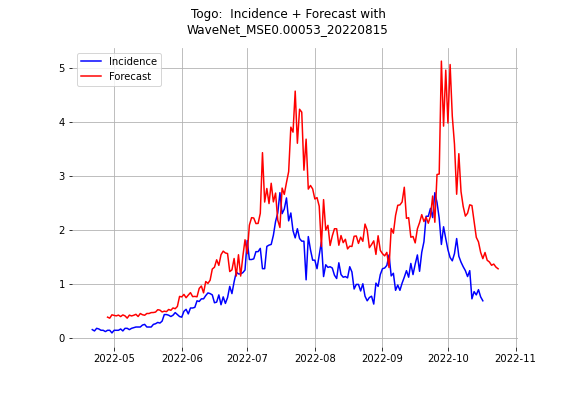 Togo:  Incidence + Forecast with
WaveNet_MSE0.00053_20220815
Incidence
Forecast
5
4
3
2
1
0
2022-05 2022-06 2022-07 2022-08 2022-09 2022-10 2022-11